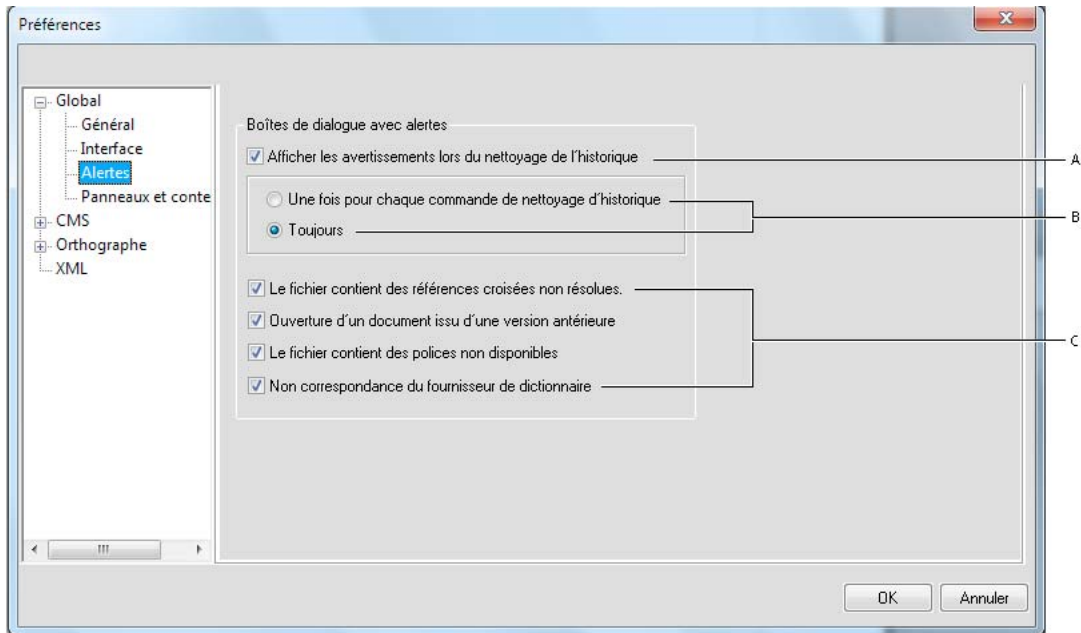 Préférences
Global
Général
Interface
Alertes
Panneaux et conte
CMS
Orthographe
XML
Boîtes de dialogue avec alertes
Afficher les avertissements lors du nettoyage de l´historique
A
Une fois pour chaque commande de nettoyage d´historique
B
Toujours
Le fichier contient des références croisées non résolues.
Ouverture d´un document issu d´une version antérieure
C
Le fichier contient des polices non disponibles
Non correspondance du fournisseur de dictionnaire
OK
Annuler